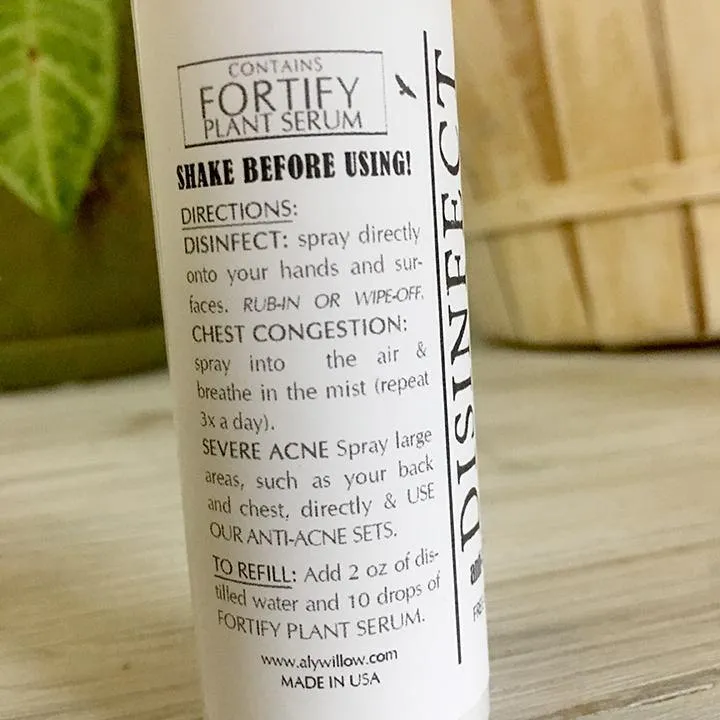 CONTAINS
FORTIFY
PLANT SERUM
SHAKE BEFORE USING!
DIRECTIONS:
DISINFECT: spray directly
onto your hands and sur-
faces. RUB-IN OR WIPE-OFF.
CHEST CONGESTION:
spray into the air &
breathe in the mist (repeat
3x a day).
SEVERE ACNE Spray large
areas, such as your back
and chest, directly & USE
OUR ANTI-ACNE SETS.
TO REFILL: Add 2 oz of dis-
tilled water and 10 drops of
FORTIFY PLANT SERUM.
www.alywillow.com
MADE IN USA
DISINFECT